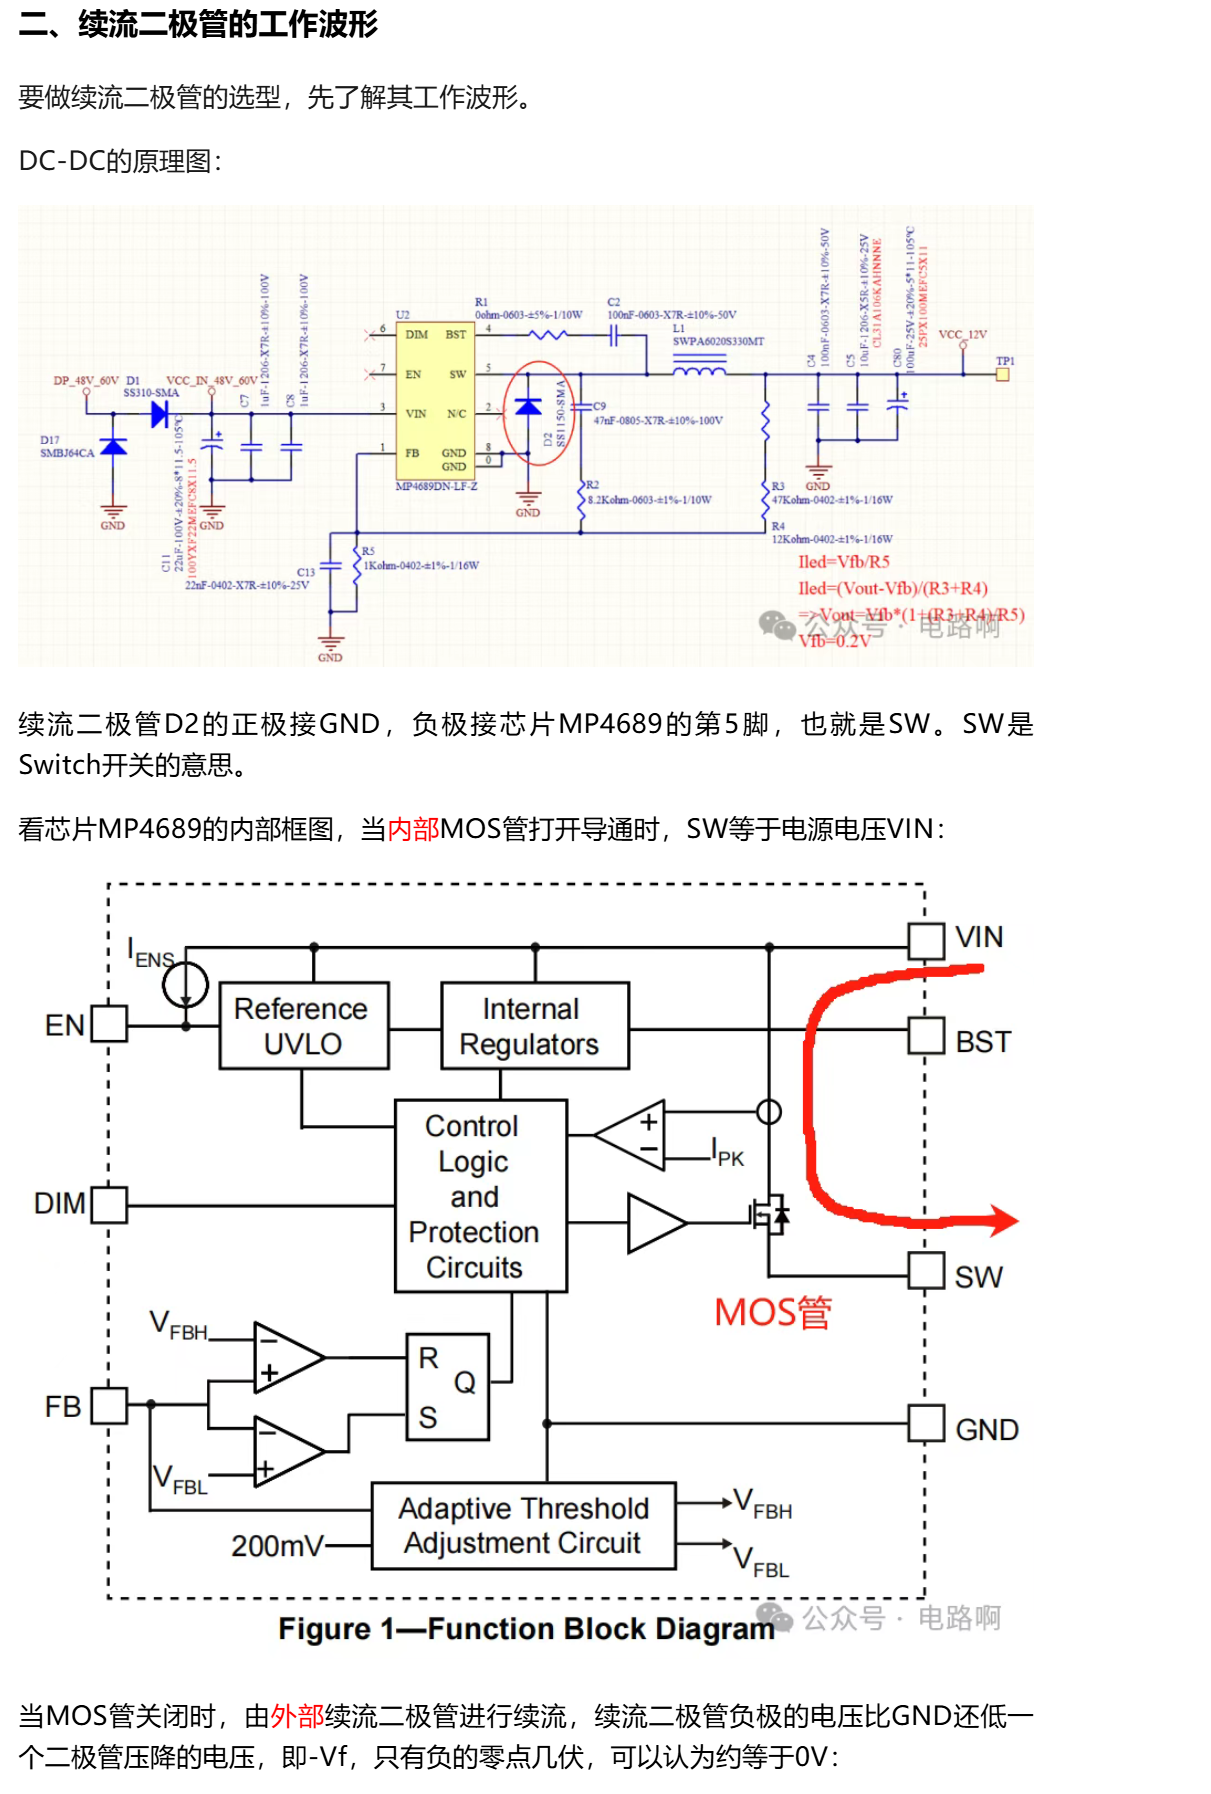 二、续流二极管的工作波形
要做续流二极管的选型，先了解其工作波形。
DC-DC的原理图：
DP_48V_60V
D1
SS310-SMA
VCC_IN_48V_60V
D17
SMBJ64CA
GND
C11
22uF-100V-±20%-8*11.5-105℃
100YXF22MEFC8X11.5
GND
C7
1uF-1206-X7R-±10%-100V
C8
1uF-1206-X7R-±10%-100V
U2
6 DIM BST 4
7 EN SW 5
3 VIN N/C 2
1 FB GND 8
GND 0
MP4689DN-LF-Z
R1
0ohm-0603-±5%-1/10W
C2
100nF-0603-X7R-±10%-50V
L1
SWPA6020S330MT
D2
SS1150-SMA
GND
C9
47nF-0805-X7R-±10%-100V
R2
8.2Kohm-0603-±1%-1/10W
R3
47Kohm-0402-±1%-1/16W
R4
12Kohm-0402-±1%-1/16W
C4
100nF-0603-X7R-±10%-50V
C5
10uF-1206-X5R-±10%-25V
CL31A106KAHNNNE
C80
100uF-25V-±20%-5*11-105℃
25PX100MEFC5X11
VCC_12V
TP1
GND
R5
1Kohm-0402-±1%-1/16W
C13
22nF-0402-X7R-±10%-25V
GND
Iled=Vfb/R5
Iled=(Vout-Vfb)/(R3+R4)
=>Vout=Vfb*(1+(R3+R4)/R5)
Vfb=0.2V
公众号 · 电路啊
续流二极管D2的正极接GND，负极接芯片MP4689的第5脚，也就是SW。SW是
Switch开关的意思。
看芯片MP4689的内部框图，当内部MOS管打开导通时，SW等于电源电压VIN：
VIN
IENS
Reference
UVLO
Internal
Regulators
EN
BST
Control
Logic
and
Protection
Circuits
+
−
IPK
DIM
SW
MOS管
VFBH
−
+
R
Q
S
FB
−
+
VFBL
GND
Adaptive Threshold
Adjustment Circuit
200mV
VFBH
VFBL
Figure 1—Function Block Diagram
公众号 · 电路啊
当MOS管关闭时，由外部续流二极管进行续流，续流二极管负极的电压比GND还低一
个二极管压降的电压，即-Vf，只有负的零点几伏，可以认为约等于0V：